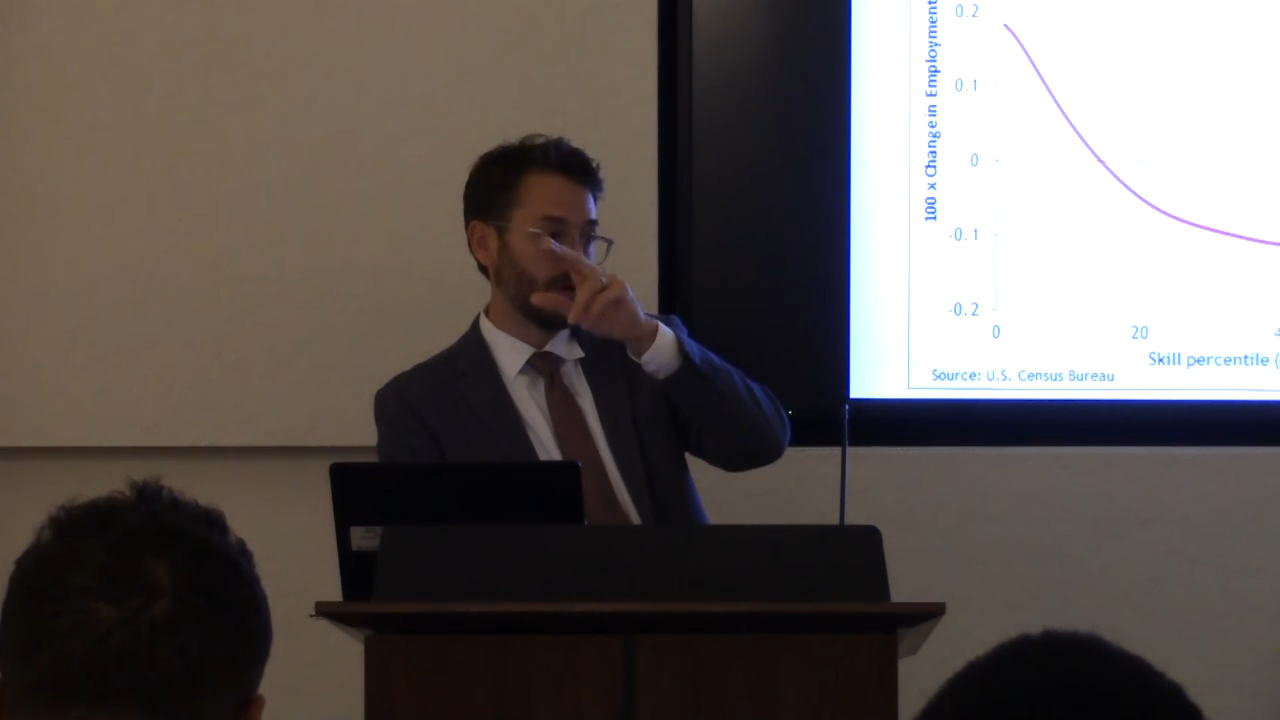 100 x Change in Employment
0.2
0.1
0
-0.1
-0.2
0
20
Skill percentile (
Source: U.S. Census Bureau